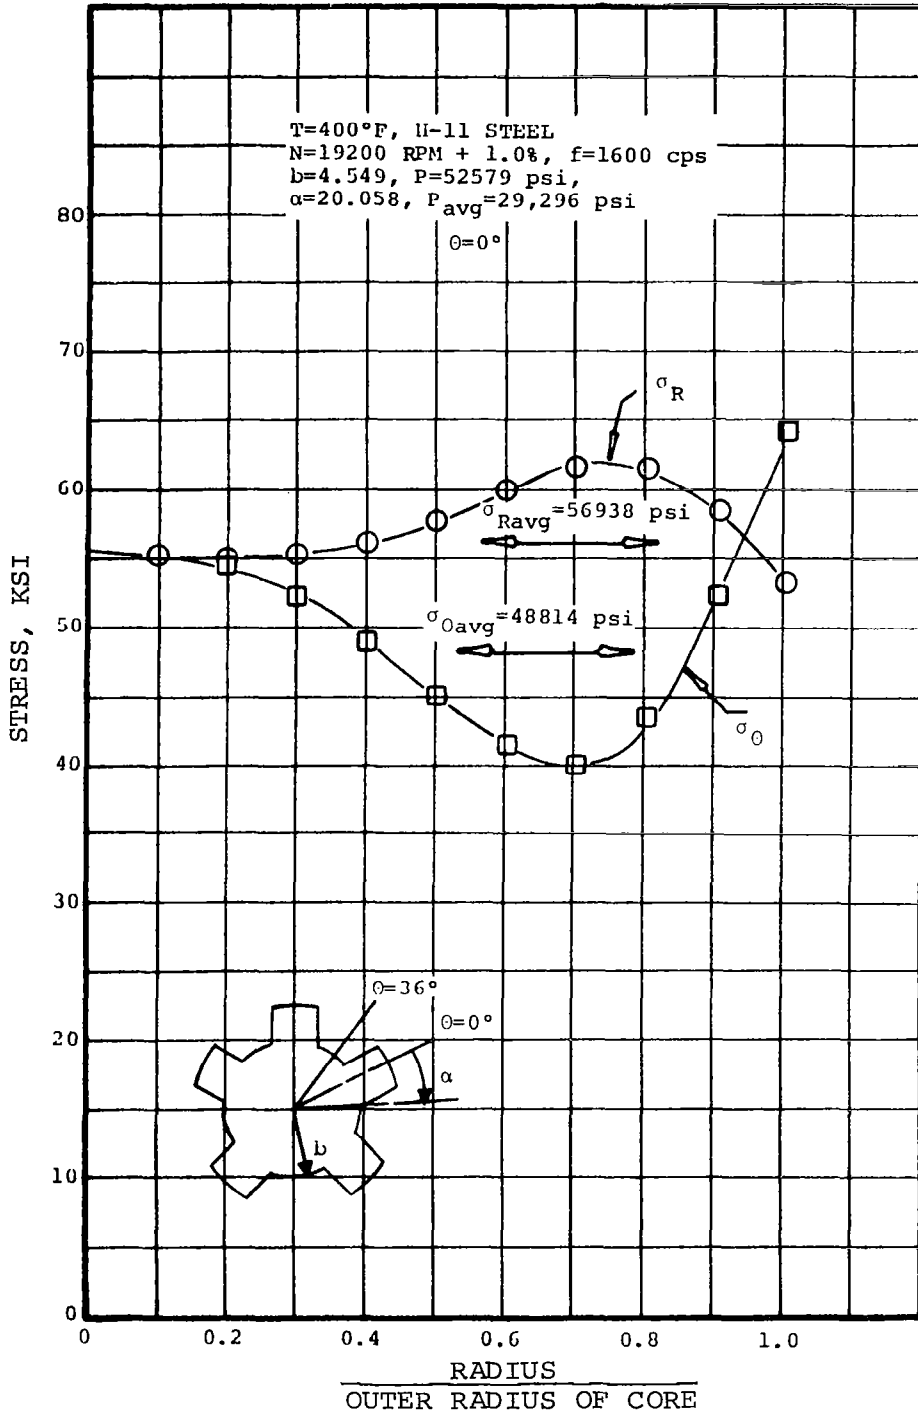 T=400°F, H-11 STEEL
N=19200 RPM + 1.0%, f=1600 cps
b=4.549, P=52579 psi,
α=20.058, Pavg=29,296 psi
θ=0°
80
70
σR
60
σRavg=56938 psi
STRESS, KSI
50
σθavg=48814 psi
σθ
40
30
θ=36°
θ=0°
20
α
b
10
0
0 0.2 0.4 0.6 0.8 1.0
RADIUS
OUTER RADIUS OF CORE